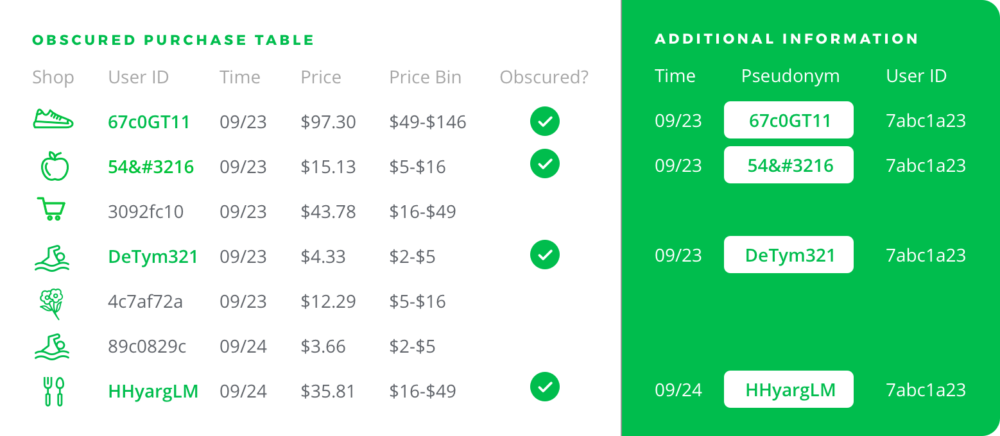 OBSCURED PURCHASE TABLE
Shop User ID Time Price Price Bin Obscured?
67c0GT11 09/23 $97.30 $49-$146
54&#3216 09/23 $15.13 $5-$16
3092fc10 09/23 $43.78 $16-$49
DeTym321 09/23 $4.33 $2-$5
4c7af72a 09/23 $12.29 $5-$16
89c0829c 09/24 $3.66 $2-$5
HHyargLM 09/24 $35.81 $16-$49
ADDITIONAL INFORMATION
Time Pseudonym User ID
09/23 67c0GT11 7abc1a23
09/23 54&#3216 7abc1a23
09/23 DeTym321 7abc1a23
09/24 HHyargLM 7abc1a23